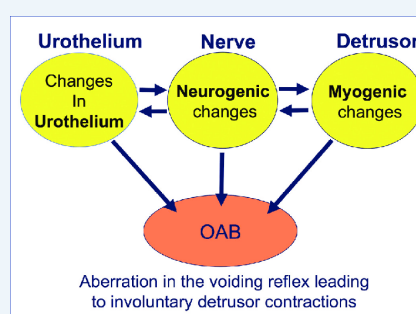 Urothelium Nerve Detrusor
Changes
In
Urothelium
Neurogenic
changes
Myogenic
changes
OAB
Aberration in the voiding reflex leading
to involuntary detrusor contractions